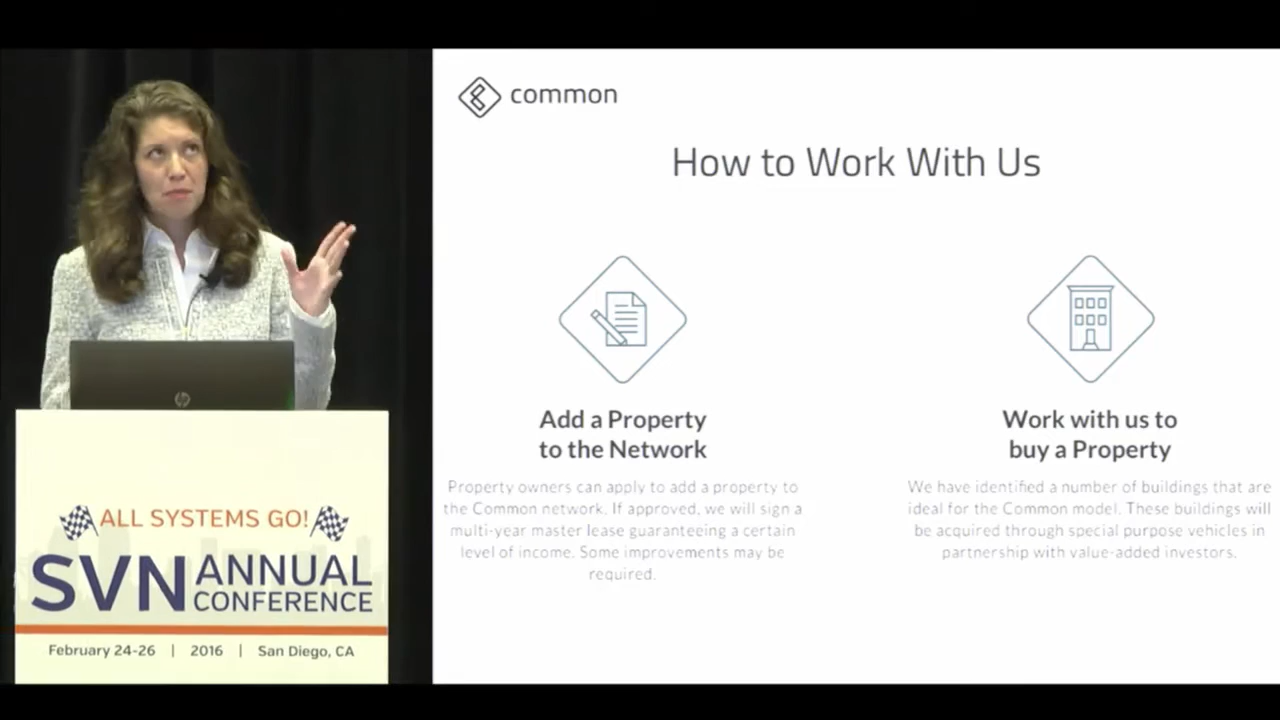 common
How to Work With Us
Add a Property
to the Network
Property owners can apply to add a property to
the Common network. If approved, we will sign a
multi-year master lease guaranteeing a certain
level of income. Some improvements may be
required.
Work with us to
buy a Property
We have identified a number of buildings that are
ideal for the Common model. These buildings will
be acquired through special purpose vehicles in
partnership with value-added investors.
hp
ALL SYSTEMS GO!
SVN ANNUAL
CONFERENCE
February 24-26 | 2016 | San Diego, CA